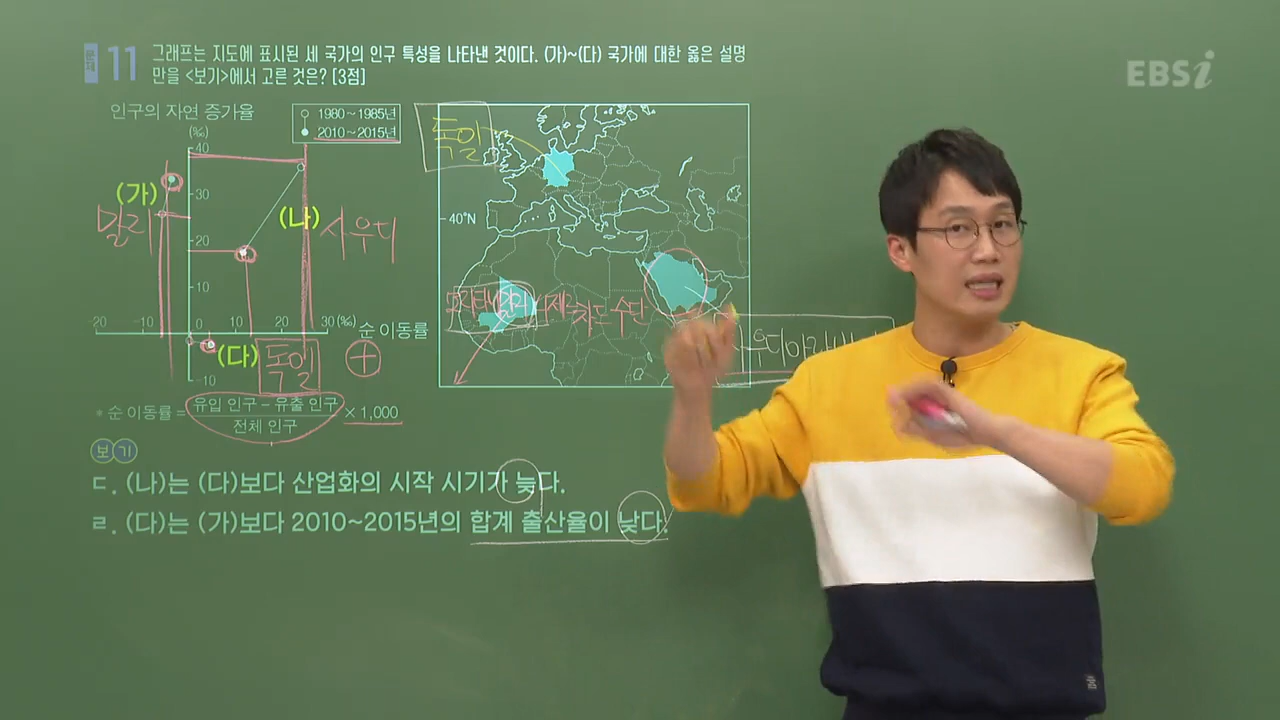 문제 11 그래프는 지도에 표시된 세 국가의 인구 특성을 나타낸 것이다. (가)~(다) 국가에 대한 옳은 설명
만을 <보기>에서 고른 것은? [3점]
EBSi
인구의 자연 증가율
(‰)
1980~1985년
2010~2015년
40
30
20
10
0
-10
-20
-10
10
20
30(‰)
순 이동률
(가)
말리
(나)
사우디
(다)
독일
+
독일
40°N
말리
차드
수단
* 순 이동률 = 유입 인구 - 유출 인구 / 전체 인구 × 1,000
보기
ㄷ. (나)는 (다)보다 산업화의 시작 시기가 늦다.
ㄹ. (다)는 (가)보다 2010~2015년의 합계 출산율이 낮다.